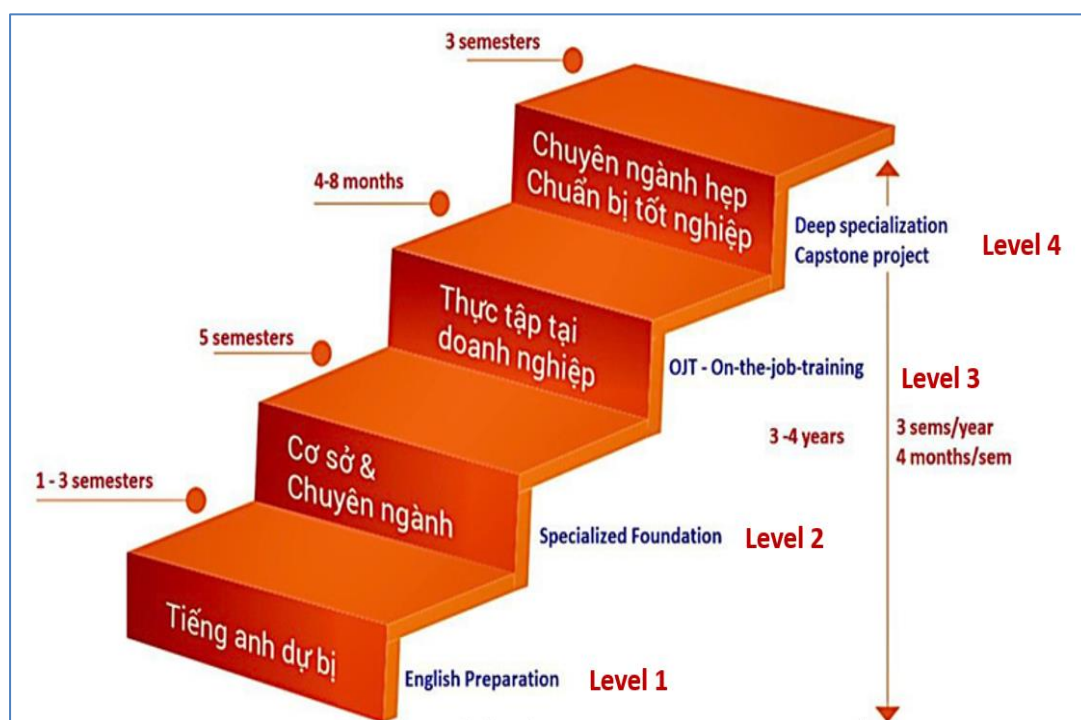 3 semesters
Chuyên ngành hẹp
Chuẩn bị tốt nghiệp
4-8 months
Deep specialization
Capstone project
Level 4
Thực tập tại
doanh nghiệp
5 semesters
OJT - On-the-job-training
Level 3
3 -4 years
3 sems/year
4 months/sem
Cơ sở &
Chuyên ngành
1 - 3 semesters
Specialized Foundation
Level 2
Tiếng anh dự bị
English Preparation
Level 1